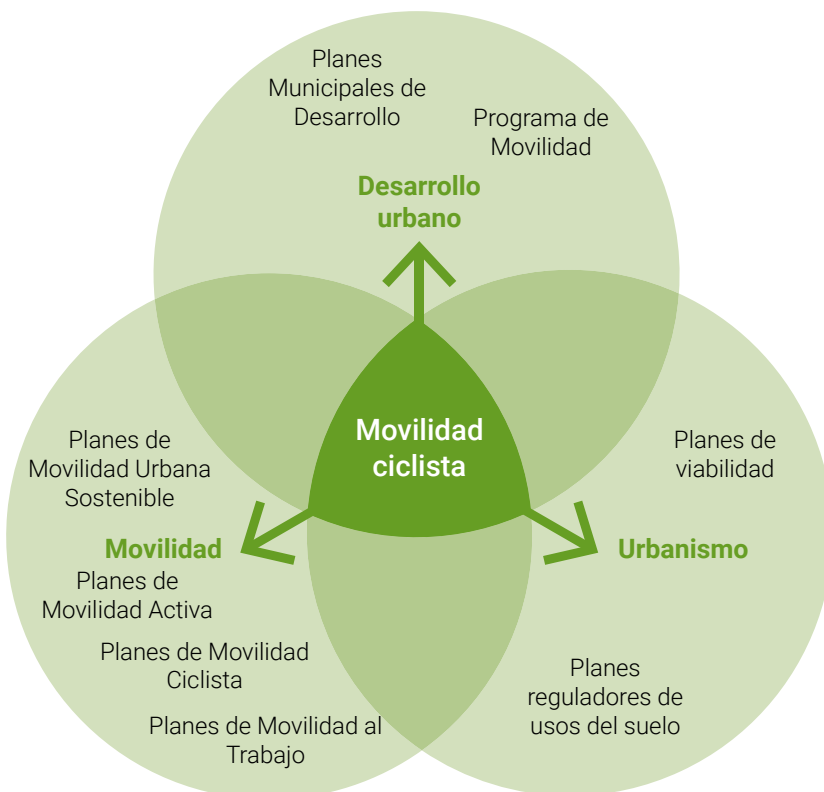 Planes
Municipales de
Desarrollo
Programa de
Movilidad
Desarrollo
urbano
Movilidad
ciclista
Planes de
Movilidad Urbana
Sostenible
Movilidad
Planes de
Movilidad Activa
Planes de Movilidad
Ciclista
Planes de Movilidad al
Trabajo
Planes de
viabilidad
Urbanismo
Planes
reguladores de
usos del suelo